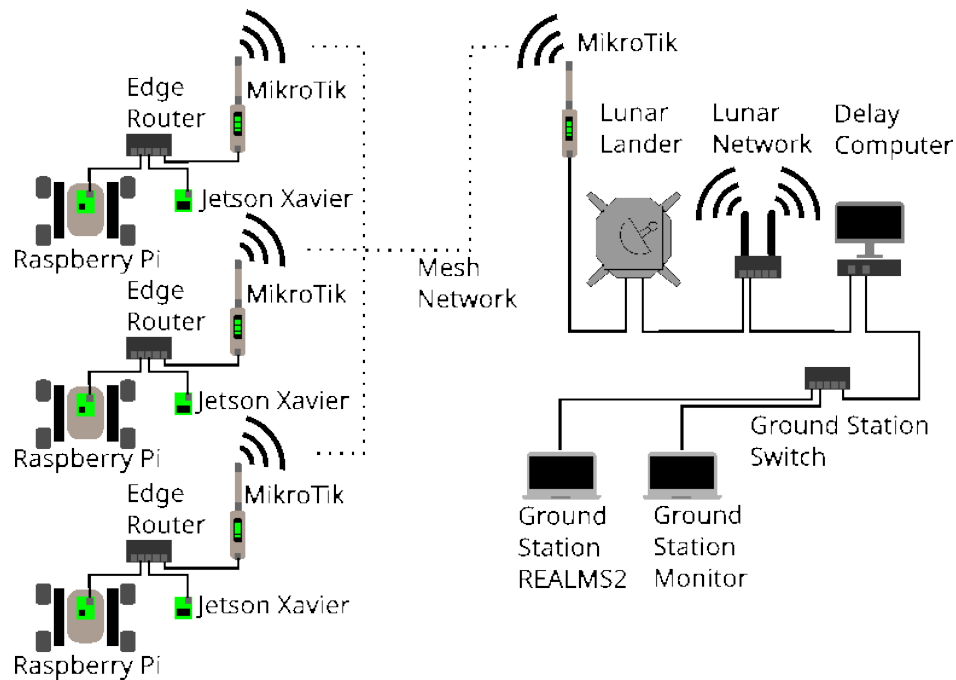 MikroTik
Edge
Router
Jetson Xavier
Raspberry Pi
MikroTik
Edge
Router
Jetson Xavier
Raspberry Pi
MikroTik
Edge
Router
Jetson Xavier
Raspberry Pi
Mesh
Network
MikroTik
Lunar
Lander
Lunar
Network
Delay
Computer
Ground Station
Switch
Ground
Station
REALMS2
Ground
Station
Monitor